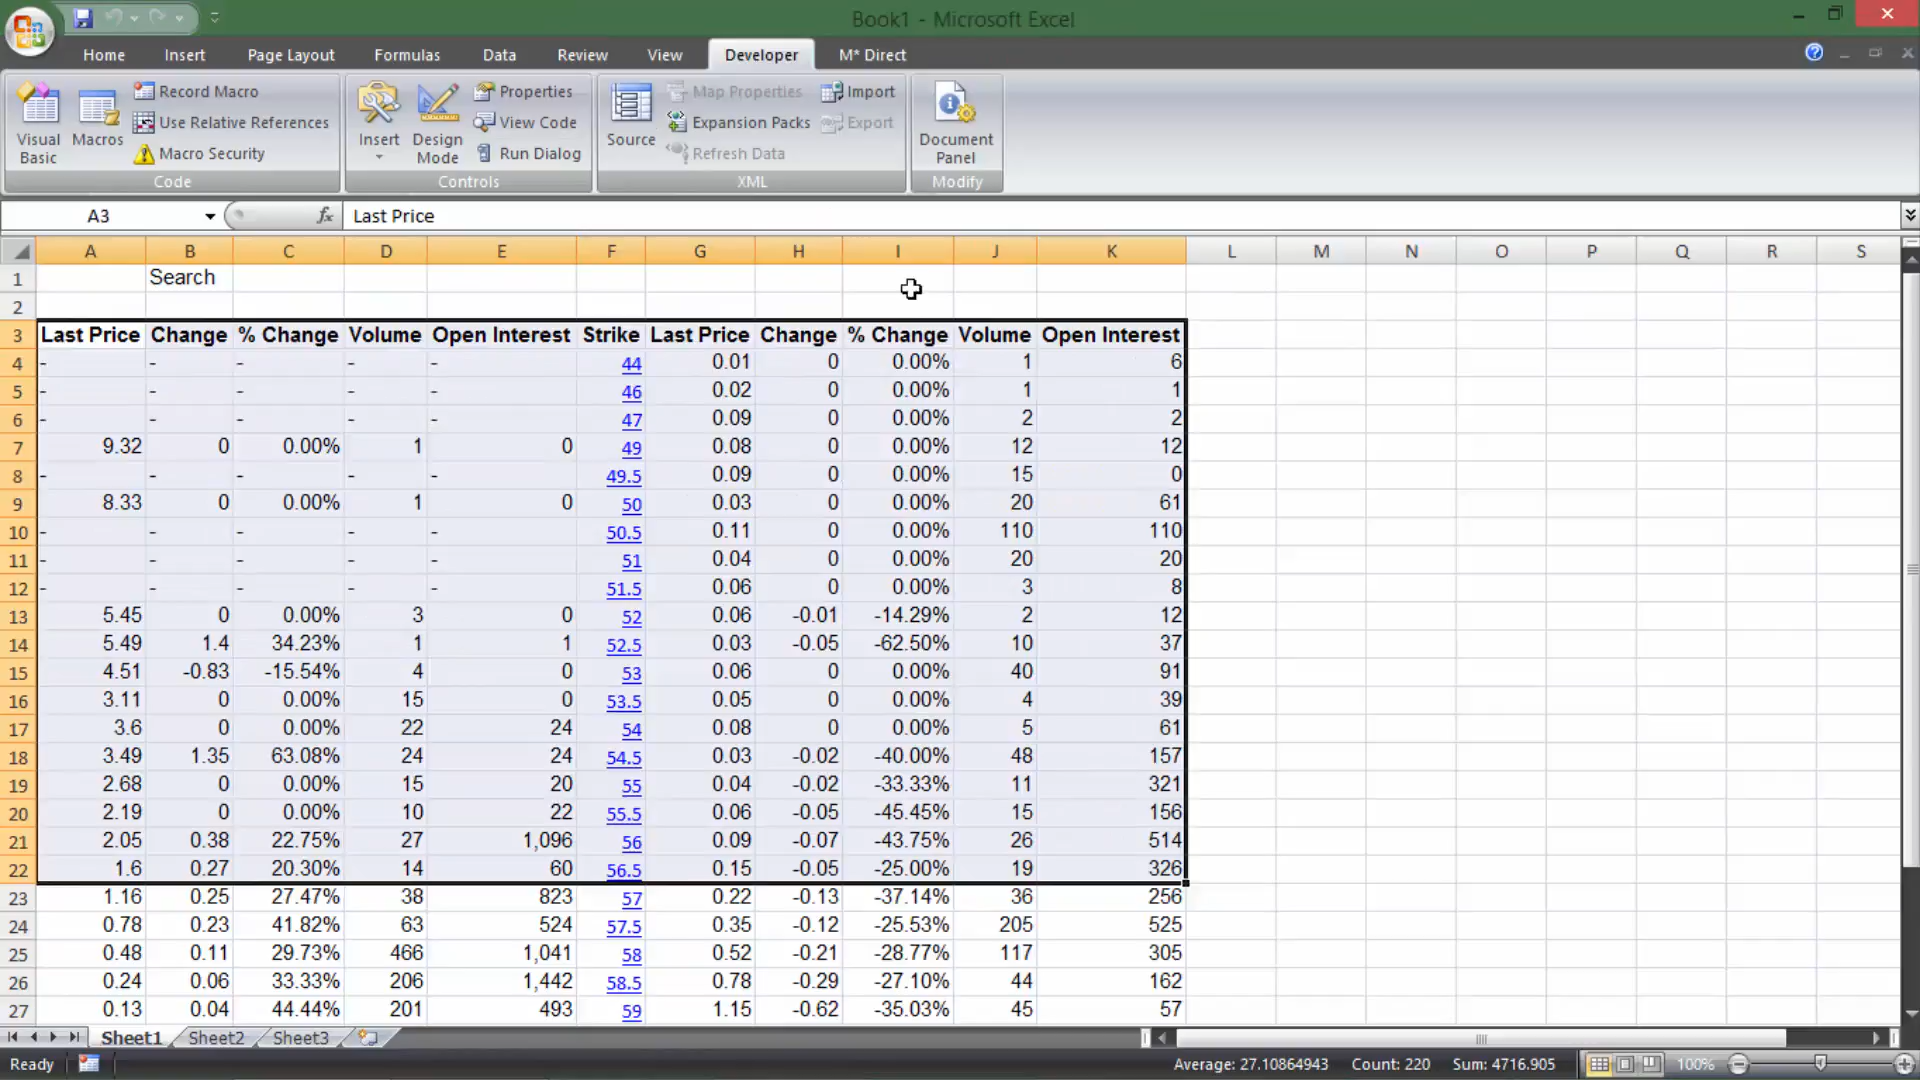 Book1 - Microsoft Excel
Home Insert Page Layout Formulas Data Review View Developer M* Direct
Visual Basic Macros Record Macro Use Relative References Macro Security Code
Insert Design Mode Properties View Code Run Dialog Controls
Source Map Properties Expansion Packs Refresh Data Import Export XML
Document Panel Modify
A3 fx Last Price
A B C D E F G H I J K L M N O P Q R S
1 Search
2
3 Last Price Change % Change Volume Open Interest Strike Last Price Change % Change Volume Open Interest
4 - - - - - 44 0.01 0 0.00% 1 6
5 - - - - - 46 0.02 0 0.00% 1 1
6 - - - - - 47 0.09 0 0.00% 2 2
7 9.32 0 0.00% 1 0 49 0.08 0 0.00% 12 12
8 - - - - - 49.5 0.09 0 0.00% 15 0
9 8.33 0 0.00% 1 0 50 0.03 0 0.00% 20 61
10 - - - - - 50.5 0.11 0 0.00% 110 110
11 - - - - - 51 0.04 0 0.00% 20 20
12 - - - - - 51.5 0.06 0 0.00% 3 8
13 5.45 0 0.00% 3 0 52 0.06 -0.01 -14.29% 2 12
14 5.49 1.4 34.23% 1 1 52.5 0.03 -0.05 -62.50% 10 37
15 4.51 -0.83 -15.54% 4 0 53 0.06 0 0.00% 40 91
16 3.11 0 0.00% 15 0 53.5 0.05 0 0.00% 4 39
17 3.6 0 0.00% 22 24 54 0.08 0 0.00% 5 61
18 3.49 1.35 63.08% 24 24 54.5 0.03 -0.02 -40.00% 48 157
19 2.68 0 0.00% 15 20 55 0.04 -0.02 -33.33% 11 321
20 2.19 0 0.00% 10 22 55.5 0.06 -0.05 -45.45% 15 156
21 2.05 0.38 22.75% 27 1,096 56 0.09 -0.07 -43.75% 26 514
22 1.6 0.27 20.30% 14 60 56.5 0.15 -0.05 -25.00% 19 326
23 1.16 0.25 27.47% 38 823 57 0.22 -0.13 -37.14% 36 256
24 0.78 0.23 41.82% 63 524 57.5 0.35 -0.12 -25.53% 205 525
25 0.48 0.11 29.73% 466 1,041 58 0.52 -0.21 -28.77% 117 305
26 0.24 0.06 33.33% 206 1,442 58.5 0.78 -0.29 -27.10% 44 162
27 0.13 0.04 44.44% 201 493 59 1.15 -0.62 -35.03% 45 57
Sheet1 Sheet2 Sheet3
Ready Average: 27.10864943 Count: 220 Sum: 4716.905 100%